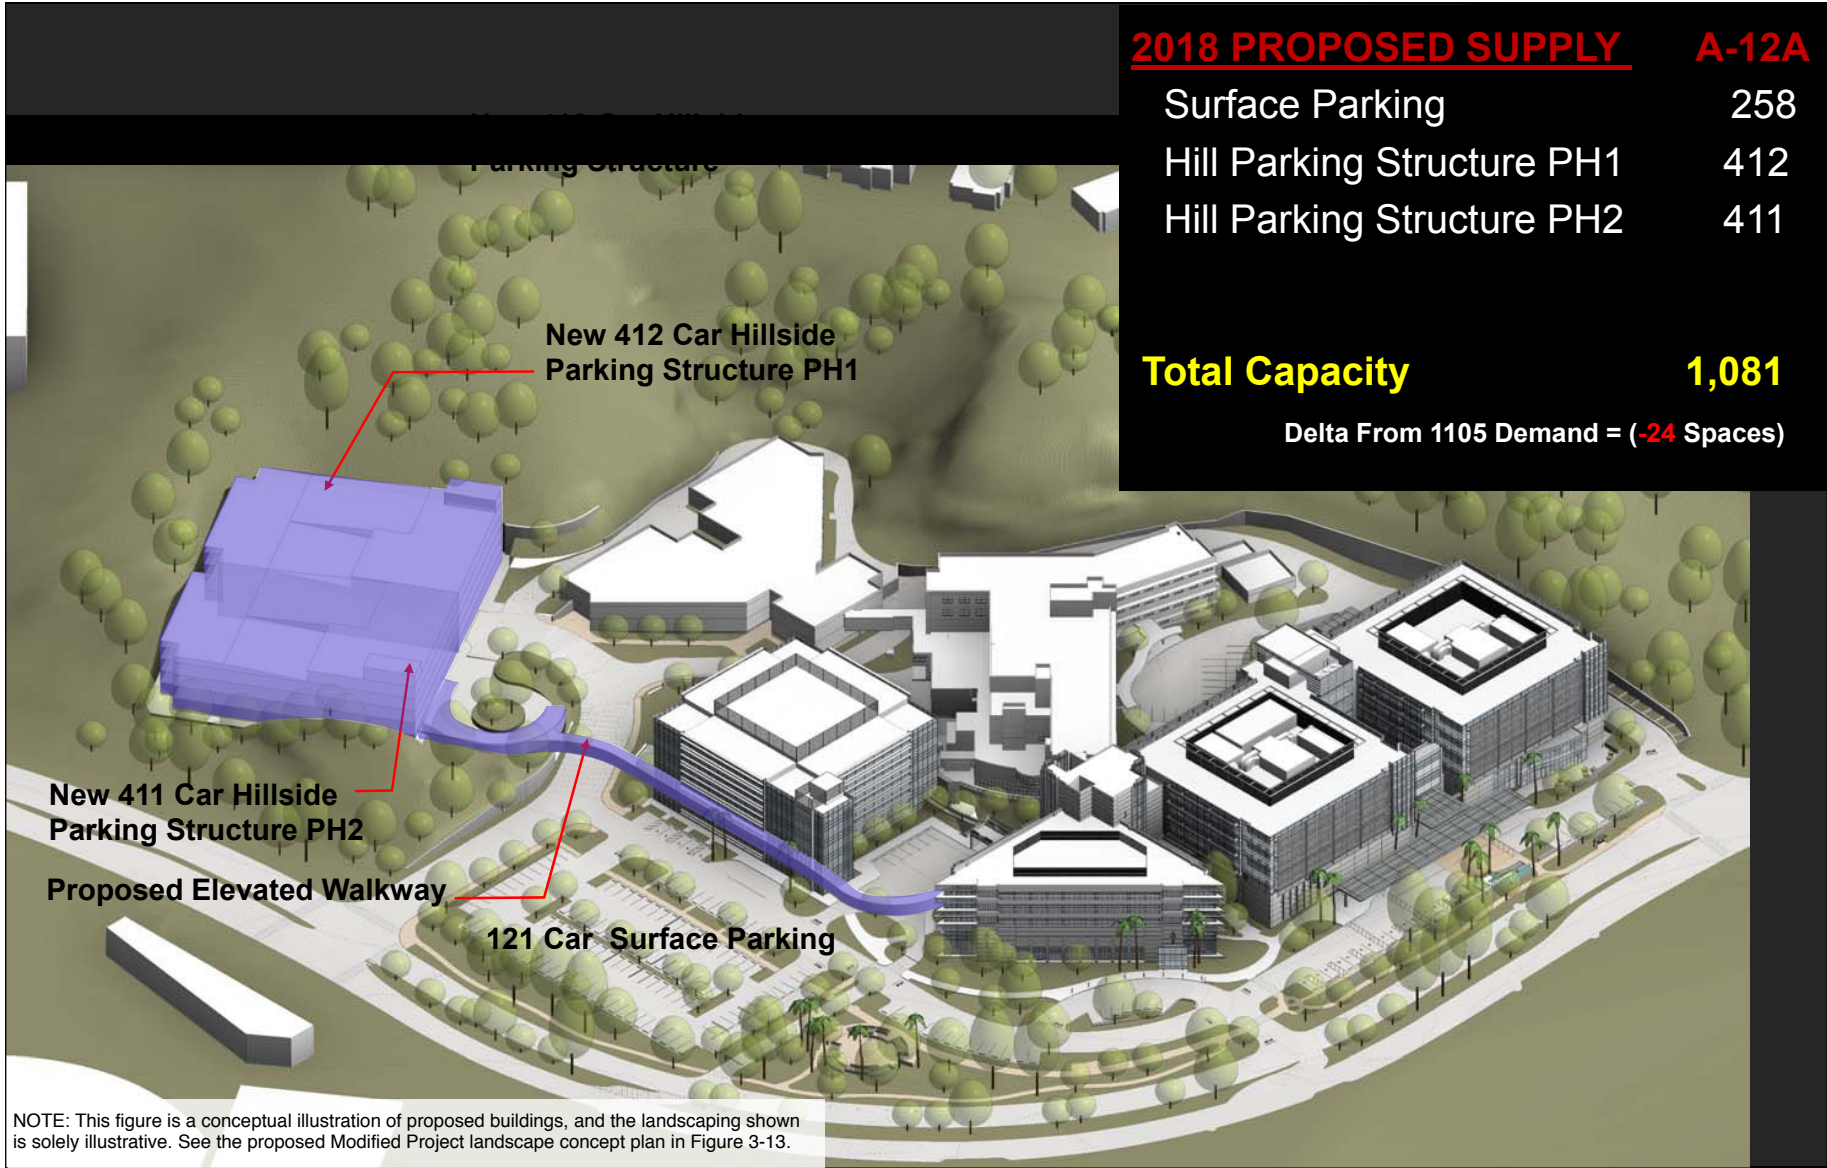 2018 PROPOSED SUPPLY A-12A
Surface Parking 258
Hill Parking Structure PH1 412
Hill Parking Structure PH2 411
Total Capacity 1,081
Delta From 1105 Demand = (-24 Spaces)
Parking Structure
New 412 Car Hillside
Parking Structure PH1
New 411 Car Hillside
Parking Structure PH2
Proposed Elevated Walkway
121 Car Surface Parking
NOTE: This figure is a conceptual illustration of proposed buildings, and the landscaping shown
is solely illustrative. See the proposed Modified Project landscape concept plan in Figure 3-13.